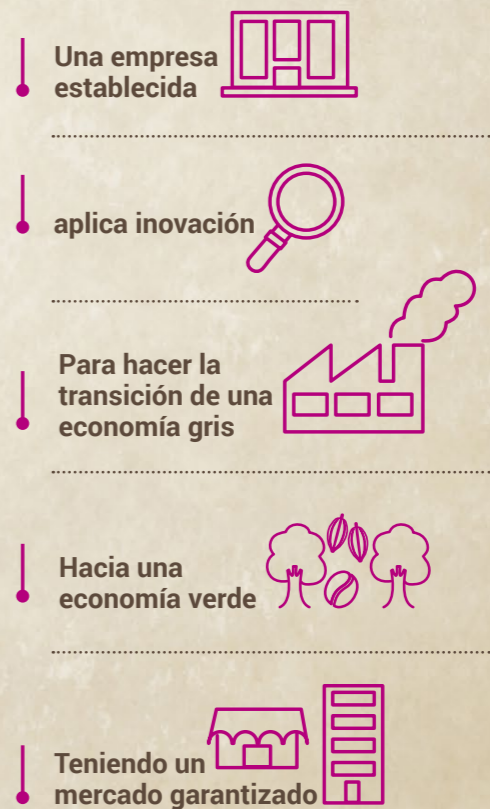 Una empresa
establecida
aplica inovación
Para hacer la
transición de una
economía gris
Hacia una
economía verde
Teniendo un
mercado garantizado